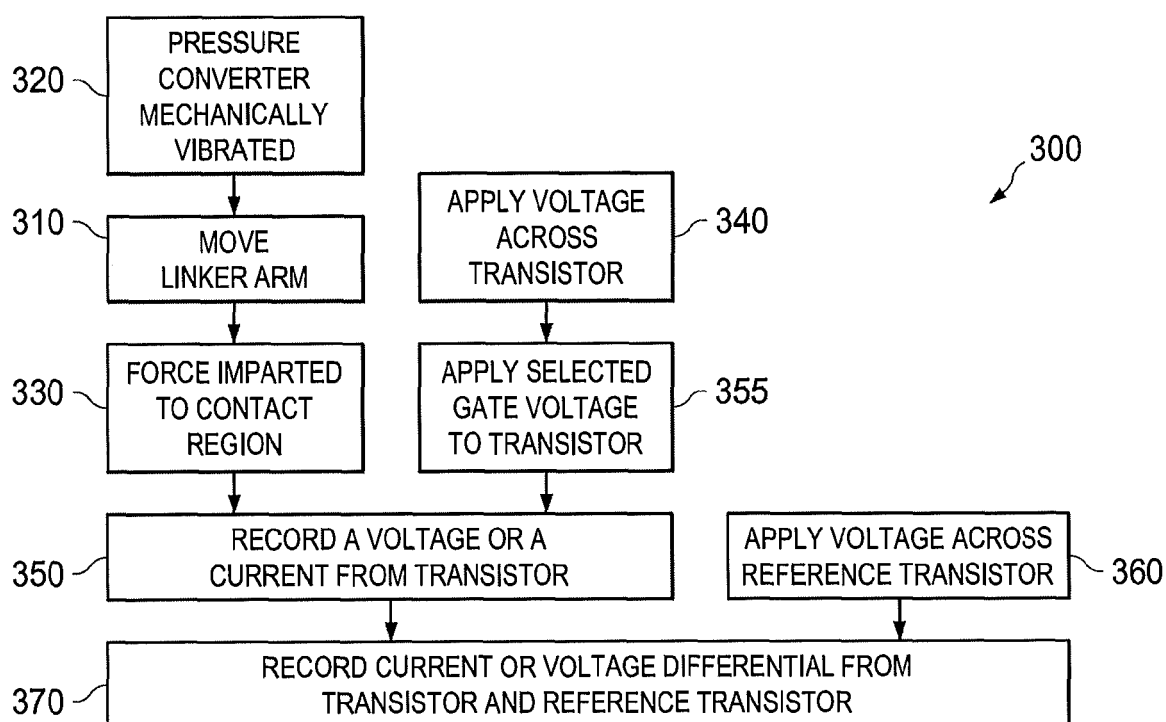 320
PRESSURE
CONVERTER
MECHANICALLY
VIBRATED
300
310
MOVE
LINKER ARM
APPLY VOLTAGE
ACROSS
TRANSISTOR
340
330
FORCE IMPARTED
TO CONTACT
REGION
APPLY SELECTED
GATE VOLTAGE
TO TRANSISTOR
355
350
RECORD A VOLTAGE OR A
CURRENT FROM TRANSISTOR
APPLY VOLTAGE ACROSS
REFERENCE TRANSISTOR
360
370
RECORD CURRENT OR VOLTAGE DIFFERENTIAL FROM
TRANSISTOR AND REFERENCE TRANSISTOR